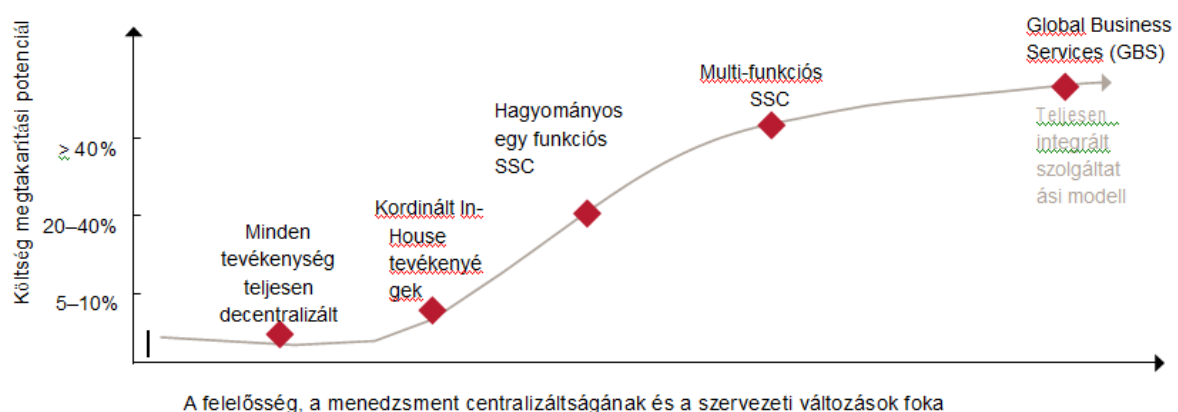 Költség megtakarítási potenciál
≥ 40%
20–40%
5–10%
Minden
tevékenység
teljesen
decentralizált
Kordinált In-
House
tevékenyé
gek
Hagyományos
egy funkciós
SSC
Multi-funkciós
SSC
Global Business
Services (GBS)
Teljesen
integrált
szolgáltat
ási modell
A felelősség, a menedzsment centralizáltságának és a szervezeti változások foka